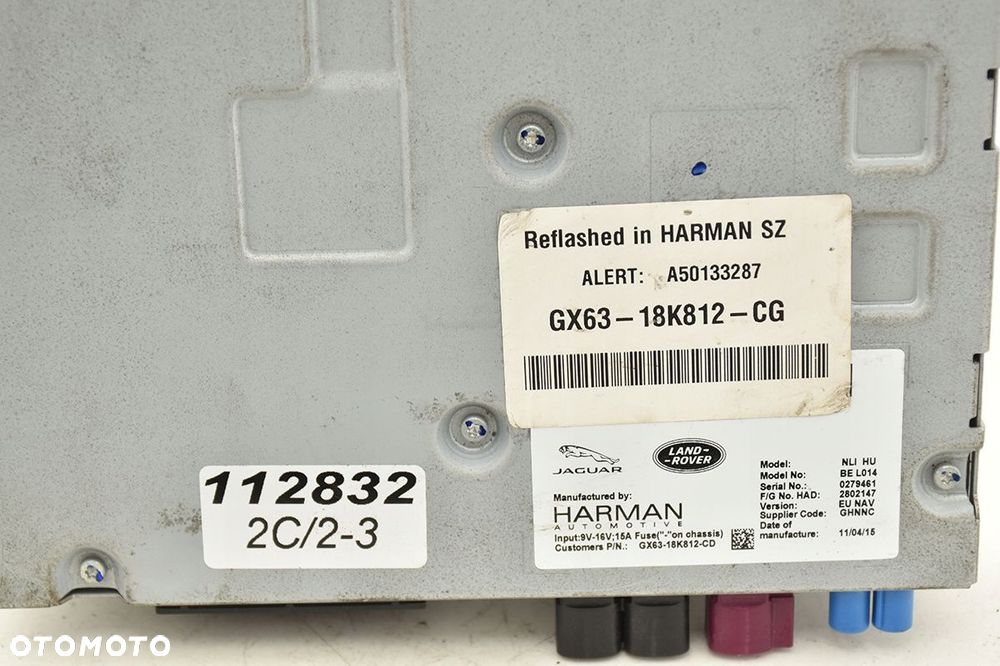 Reflashed in HARMAN SZ
ALERT: A50133287
GX63-18K812-CG
JAGUAR
LAND-
-ROVER
Manufactured by:
HARMAN
AUTOMOTIVE
Input:9V-16V;15A Fuse("-"on chassis)
Customers P/N.: GX63-18K812-CD
Model: NLI HU
Model No: BE L014
Serial No.: 0279461
F/G No. HAD: 2802147
Version: EU NAV
Supplier Code: GHNNC
Date of
manufacture: 11/04/15
112832
2C/2-3
OTOMOTO